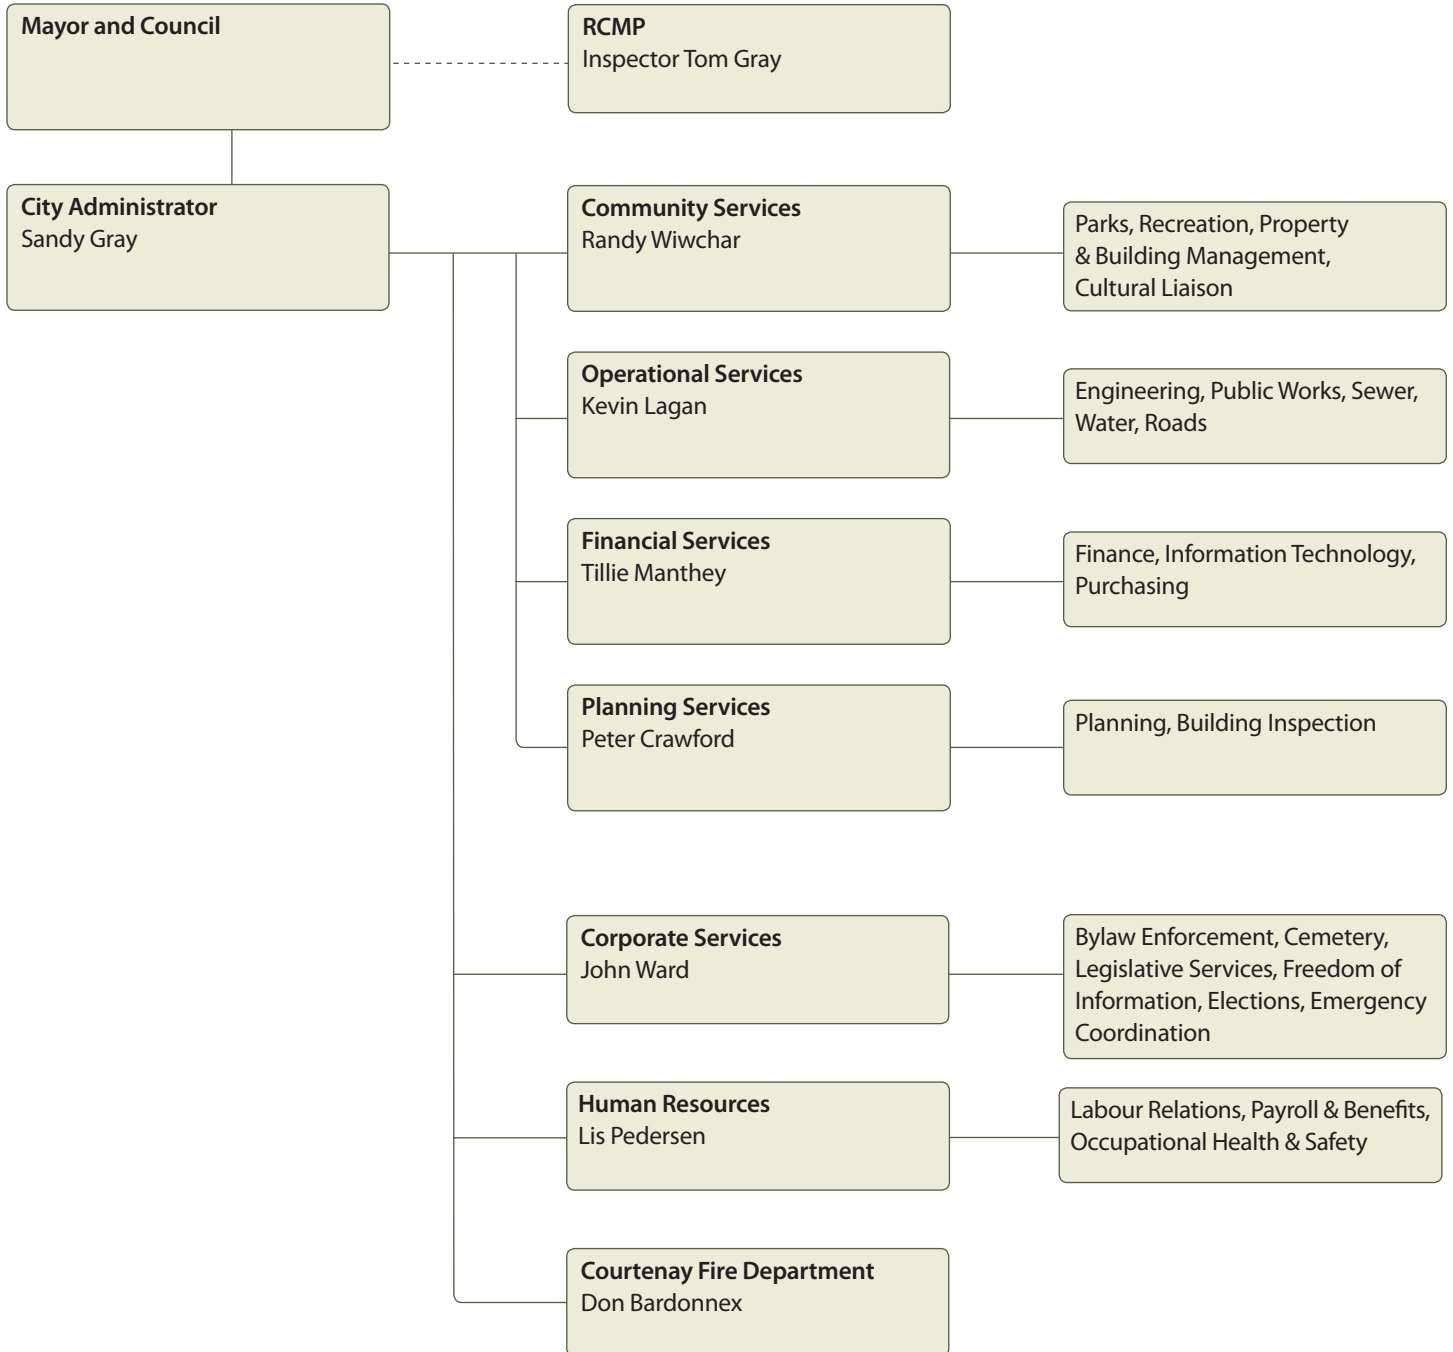 Mayor and Council
RCMP
Inspector Tom Gray
City Administrator
Sandy Gray
Community Services
Randy Wiwchar
Parks, Recreation, Property
& Building Management,
Cultural Liaison
Operational Services
Kevin Lagan
Engineering, Public Works, Sewer,
Water, Roads
Financial Services
Tillie Manthey
Finance, Information Technology,
Purchasing
Planning Services
Peter Crawford
Planning, Building Inspection
Corporate Services
John Ward
Bylaw Enforcement, Cemetery,
Legislative Services, Freedom of
Information, Elections, Emergency
Coordination
Human Resources
Lis Pedersen
Labour Relations, Payroll & Benefits,
Occupational Health & Safety
Courtenay Fire Department
Don Bardonnex